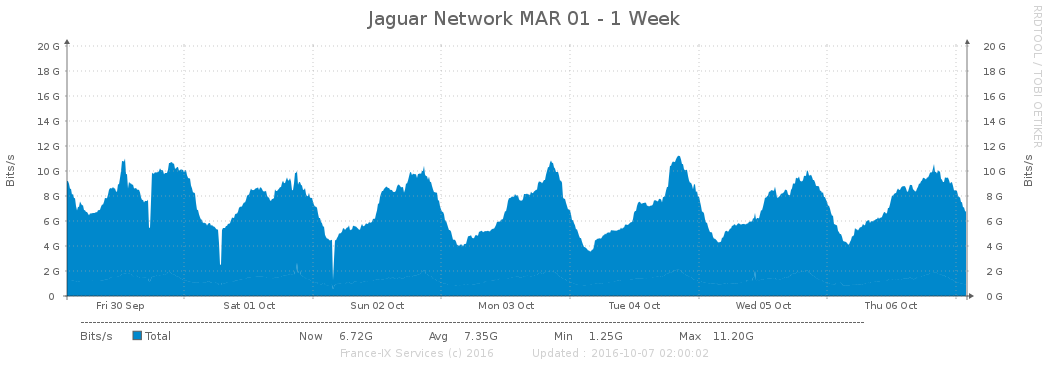 Jaguar Network MAR 01 - 1 Week
RRDTOOL / TOBI OETIKER
Bits/s
Bits/s
20 G 20 G
18 G 18 G
16 G 16 G
14 G 14 G
12 G 12 G
10 G 10 G
8 G 8 G
6 G 6 G
4 G 4 G
2 G 2 G
0 0 G
Fri 30 Sep Sat 01 Oct Sun 02 Oct Mon 03 Oct Tue 04 Oct Wed 05 Oct Thu 06 Oct
Bits/s Total Now 6.72G Avg 7.35G Min 1.25G Max 11.20G
France-IX Services (c) 2016 Updated : 2016-10-07 02:00:02